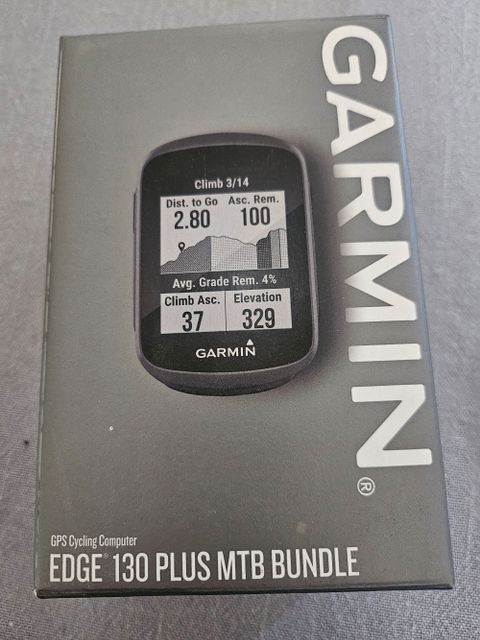 GARMIN®
Climb 3/14
Dist. to Go Asc. Rem.
2.80 100
Avg. Grade Rem. 4%
Climb Asc. Elevation
37 329
GARMIN
GPS Cycling Computer
EDGE® 130 PLUS MTB BUNDLE